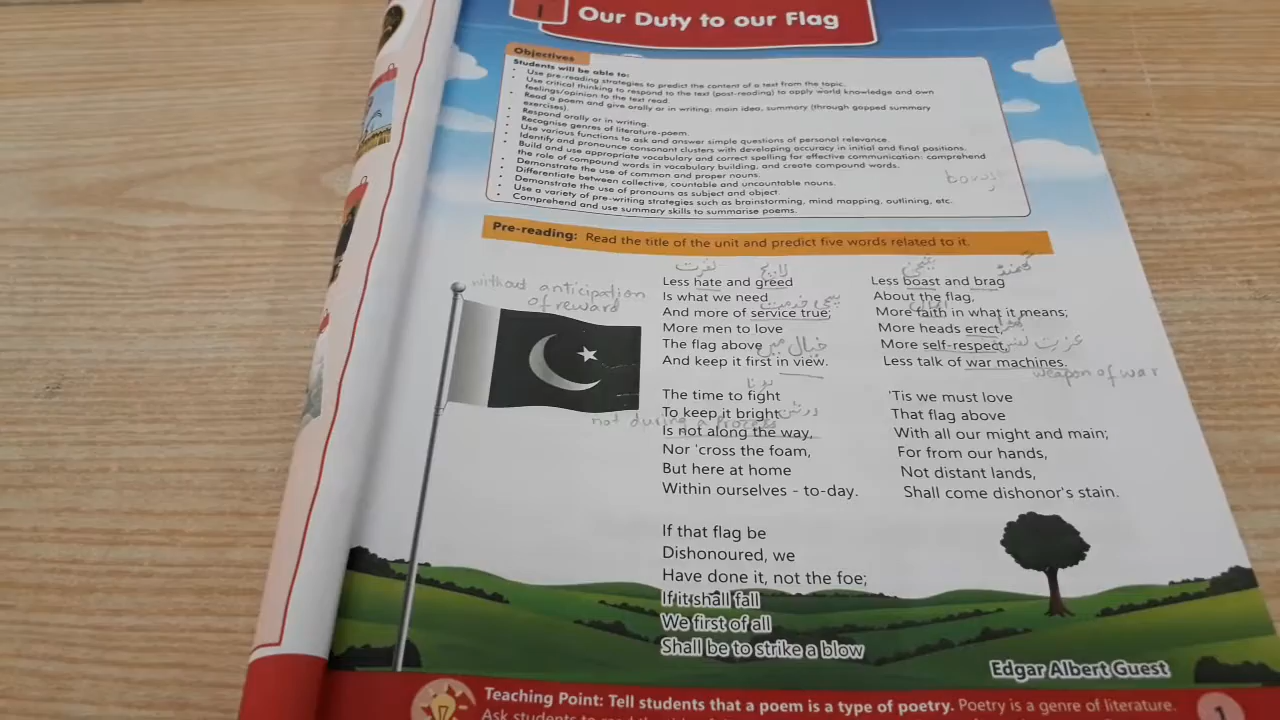 1
Our Duty to our Flag
Objectives
Students will be able to:
• Use pre-reading strategies to predict the content of a text from the topic.
• Use critical thinking to respond to the text (post-reading) to apply world knowledge and own
feelings/opinion to the text read.
• Read a poem and give orally or in writing: main idea, summary (through gapped summary
exercises).
• Respond orally or in writing.
• Recognise genres of literature-poem.
• Use various functions to ask and answer simple questions of personal relevance.
• Identify and pronounce consonant clusters with developing accuracy in initial and final positions.
• Build and use appropriate vocabulary and correct spelling for effective communication: comprehend
the role of compound words in vocabulary building, and create compound words.
• Demonstrate the use of common and proper nouns.
• Differentiate between collective, countable and uncountable nouns.
• Demonstrate the use of pronouns as subject and object.
• Use a variety of pre-writing strategies such as brainstorming, mind mapping, outlining, etc.
• Comprehend and use summary skills to summarise poems.
Pre-reading: Read the title of the unit and predict five words related to it.
without anticipation
of reward
نفرت لالچ
Less hate and greed
Is what we need
سچی خدمت
And more of service true;
More men to love
The flag above
خیال میں
And keep it first in view.
لڑنا
The time to fight
To keep it bright
not during a process
Is not along the way,
Nor 'cross the foam,
But here at home
Within ourselves - to-day.
If that flag be
Dishonoured, we
Have done it, not the foe;
If it shall fall
We first of all
Shall be to strike a blow
گھمنڈ
Less boast and brag
About the flag,
More faith in what it means;
More heads erect,
عزت
More self-respect,
Less talk of war machines.
weapon of war
'Tis we must love
That flag above
With all our might and main;
For from our hands,
Not distant lands,
Shall come dishonor's stain.
Edgar Albert Guest
Teaching Point: Tell students that a poem is a type of poetry. Poetry is a genre of literature.
1